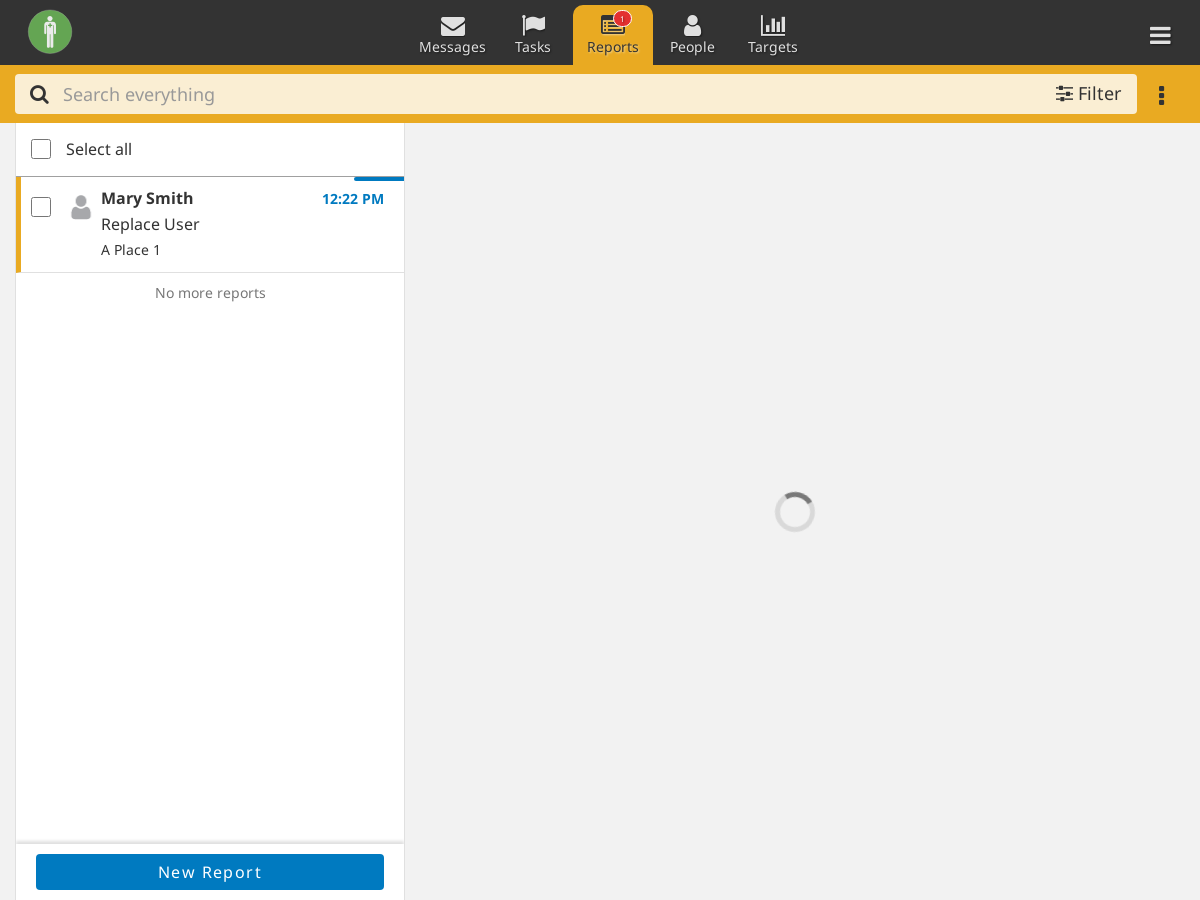 Messages
Tasks
1
Reports
People
Targets
Search everything
Filter
Select all
Mary Smith
12:22 PM
Replace User
A Place 1
No more reports
New Report